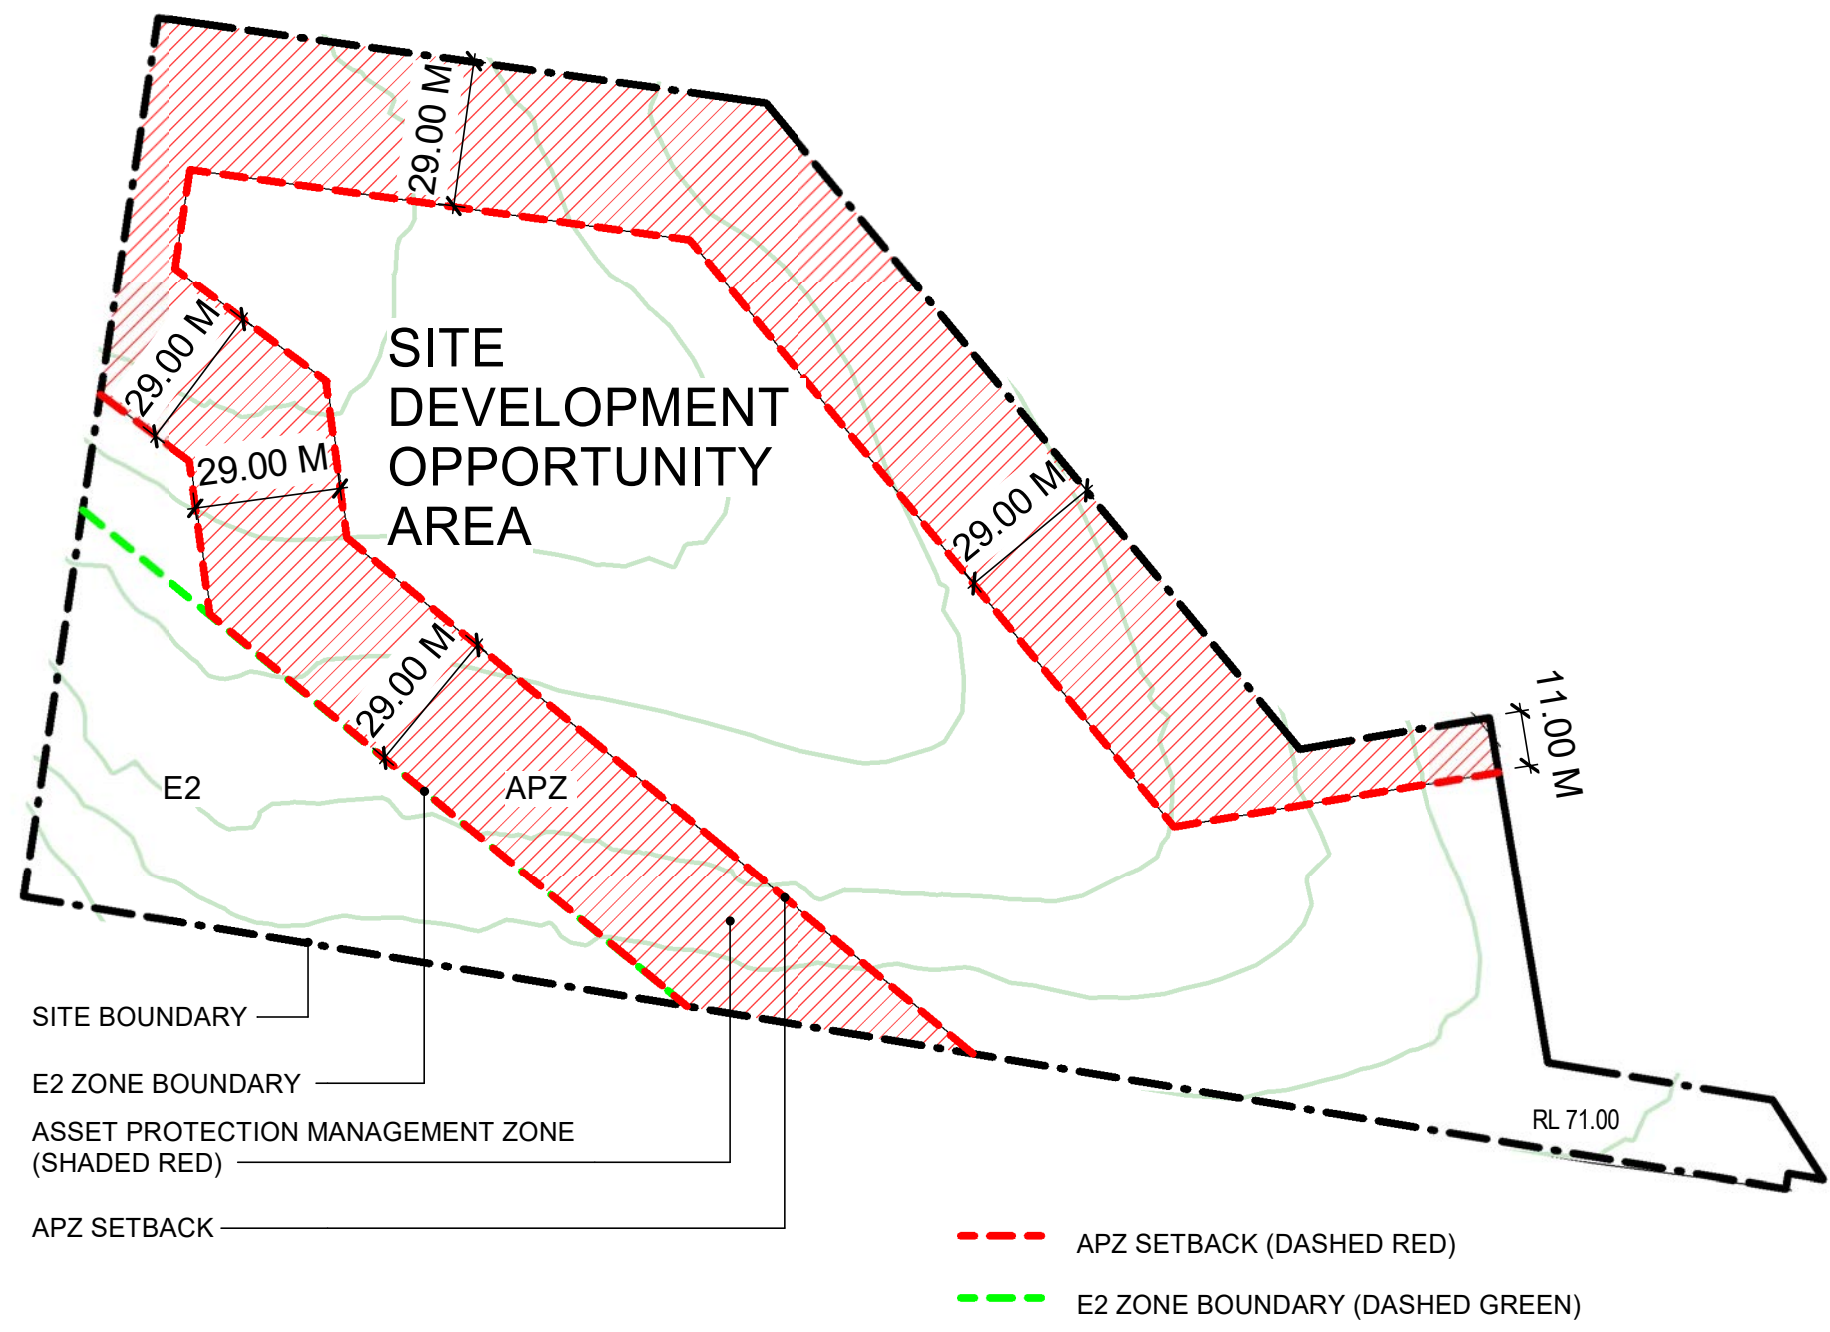 29.00 M
29.00 M
SITE
DEVELOPMENT
OPPORTUNITY
AREA
29.00 M
29.00 M
29.00 M
11.00 M
E2
APZ
SITE BOUNDARY
E2 ZONE BOUNDARY
ASSET PROTECTION MANAGEMENT ZONE
(SHADED RED)
APZ SETBACK
RL 71.00
APZ SETBACK (DASHED RED)
E2 ZONE BOUNDARY (DASHED GREEN)